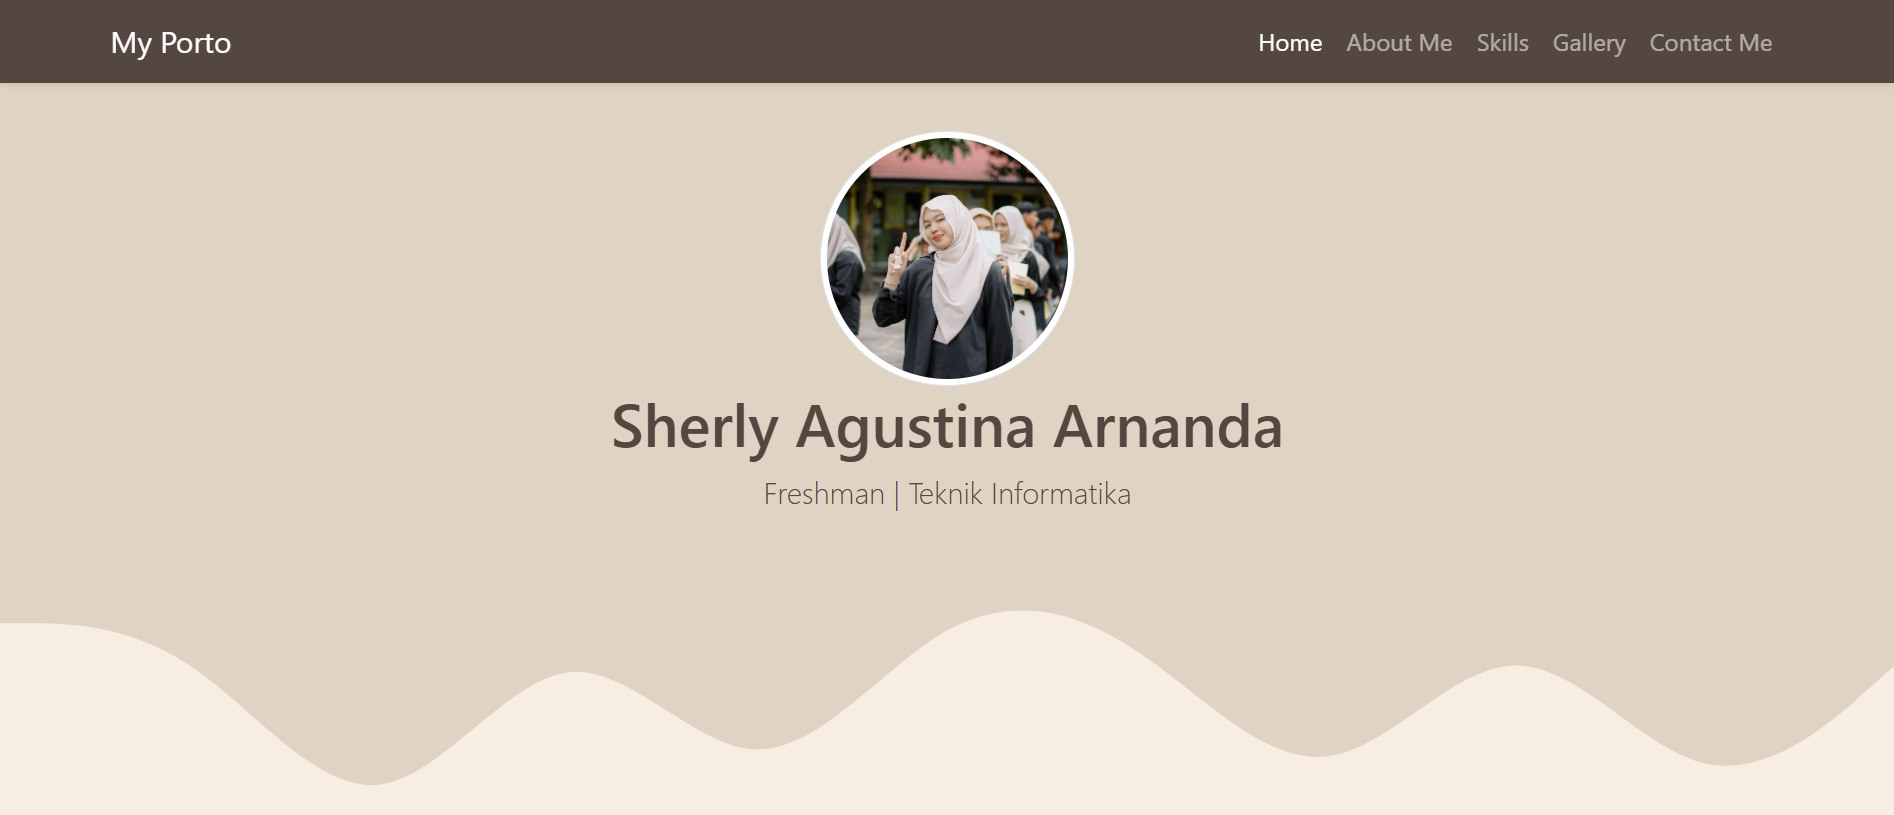 My Porto
Home About Me Skills Gallery Contact Me
Sherly Agustina Arnanda
Freshman | Teknik Informatika